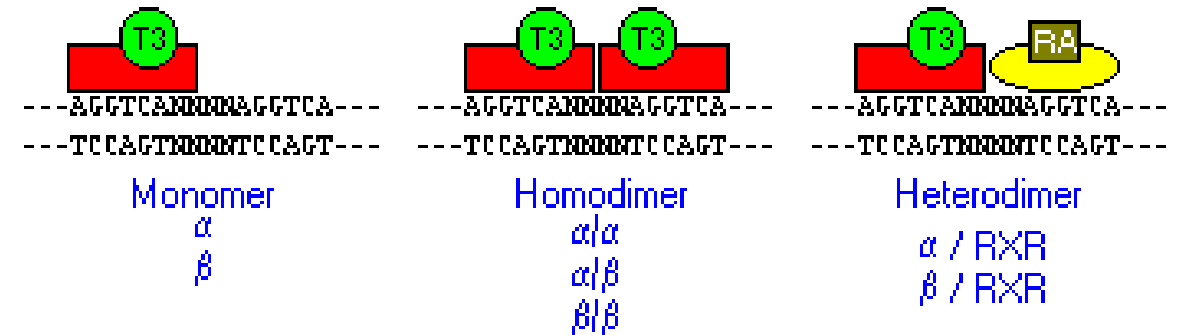 T3 T3 T3 T3 RA
---AGGTCANNNNAGGTCA--- ---AGGTCANNNNAGGTCA--- ---AGGTCANNNNAGGTCA---
---TCCAGTNNNNTCCAGT--- ---TCCAGTNNNNTCCAGT--- ---TCCAGTNNNNTCCAGT---
Monomer
α
β
Homodimer
α/α
α/β
β/β
Heterodimer
α / RXR
β / RXR